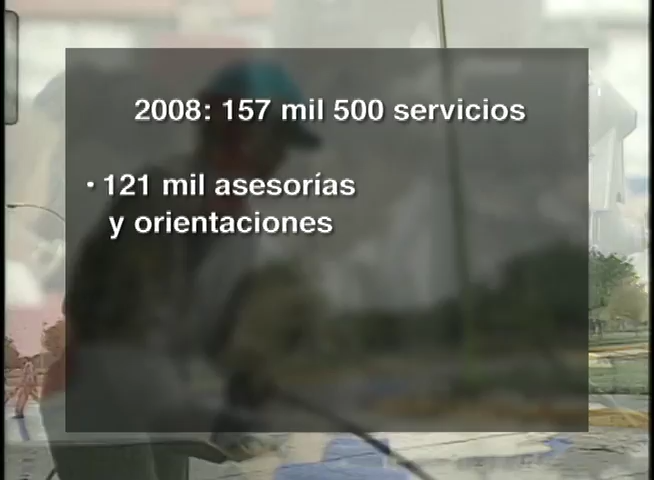 2008: 157 mil 500 servicios
· 121 mil asesorías
y orientaciones